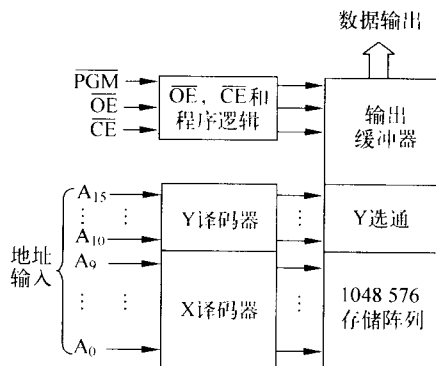 数据输出
PGM
OE
CE
OE, CE和
程序逻辑
输出
缓冲器
地址
输入
A15
A10
A9
A0
Y译码器
X译码器
Y选通
1048 576
存储阵列